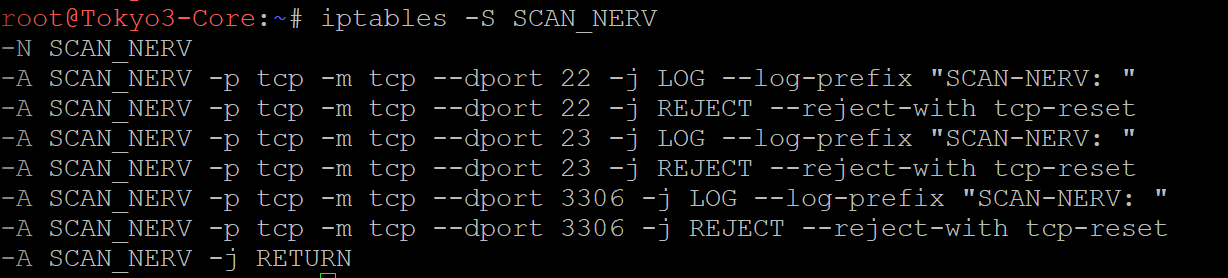 root@Tokyo3-Core:~# iptables -S SCAN_NERV
-N SCAN_NERV
-A SCAN_NERV -p tcp -m tcp --dport 22 -j LOG --log-prefix "SCAN-NERV: "
-A SCAN_NERV -p tcp -m tcp --dport 22 -j REJECT --reject-with tcp-reset
-A SCAN_NERV -p tcp -m tcp --dport 23 -j LOG --log-prefix "SCAN-NERV: "
-A SCAN_NERV -p tcp -m tcp --dport 23 -j REJECT --reject-with tcp-reset
-A SCAN_NERV -p tcp -m tcp --dport 3306 -j LOG --log-prefix "SCAN-NERV: "
-A SCAN_NERV -p tcp -m tcp --dport 3306 -j REJECT --reject-with tcp-reset
-A SCAN_NERV -j RETURN